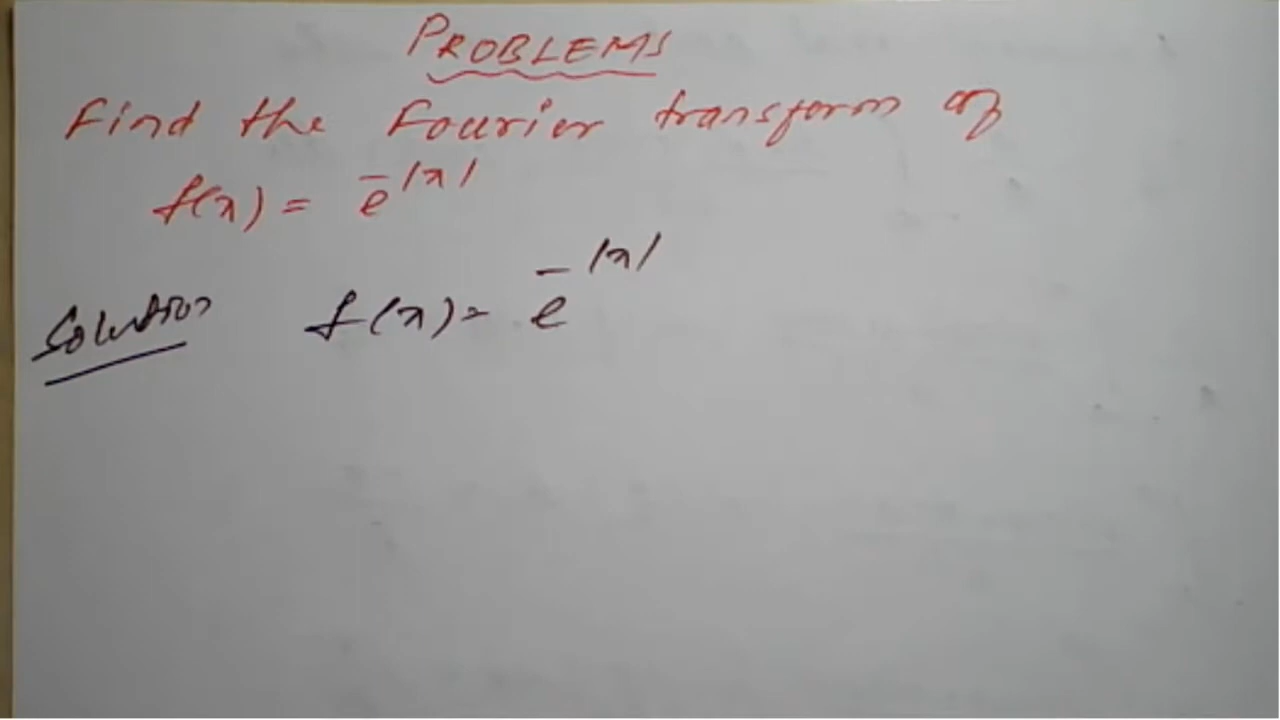 PROBLEMS
Find the Fourier transform of
f(x) = e^-|x|
Solution f(x) = e^-|x|